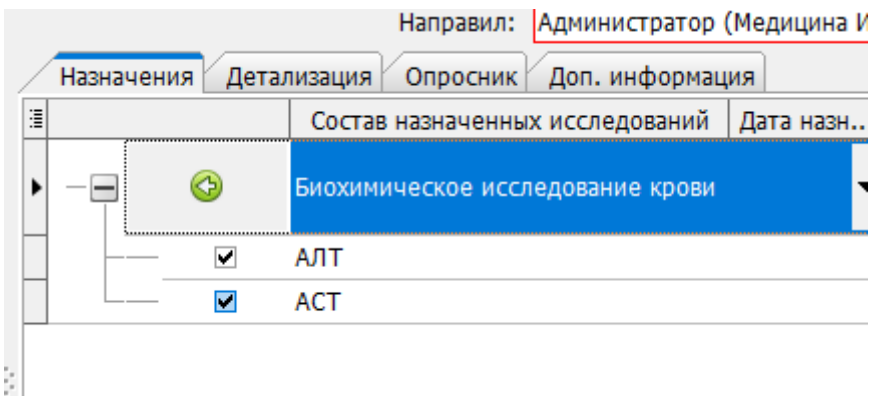 Направил: Администратор (Медицина И
Назначения Детализация Опросник Доп. информация
Состав назначенных исследований Дата назн..
Биохимическое исследование крови
АЛТ
АСТ